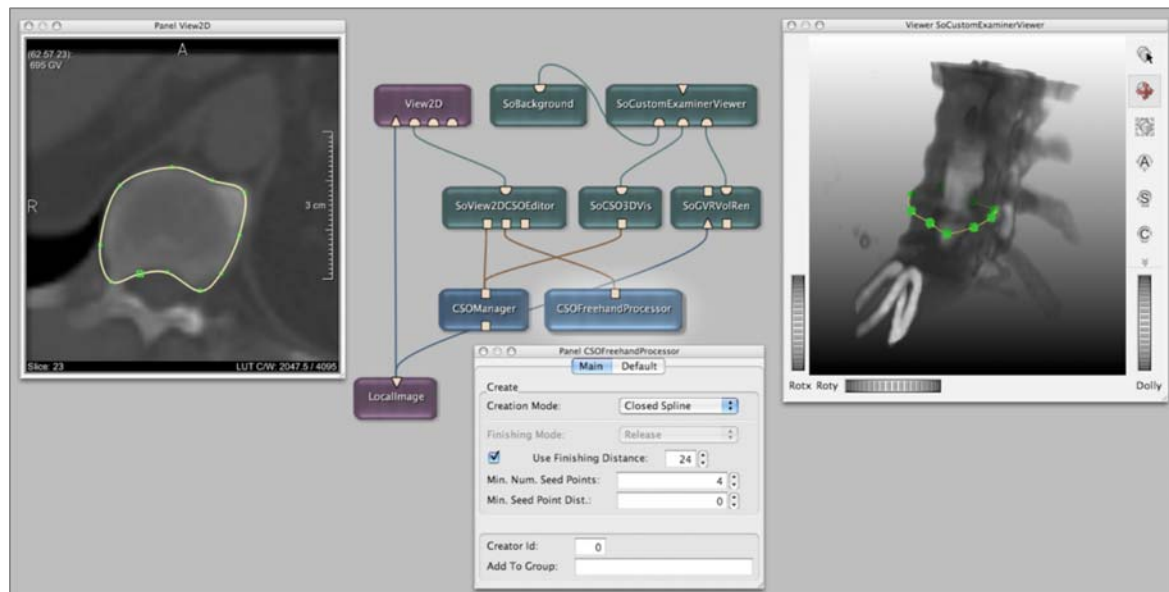 Panel View2D
A
(62 57 23):
695 GV
R
3 cm
Slice: 23
LUT C/W: 2047.5 / 4095
View2D
SoBackground
SoCustomExaminerViewer
SoView2DCSOEditor
SoCSO3DVis
SoGVRVolRen
CSOManager
CSOFreehandProcessor
LocalImage
Panel CSOFreehandProcessor
Main Default
Create
Creation Mode: Closed Spline
Finishing Mode: Release
Use Finishing Distance: 24
Min. Num. Seed Points: 4
Min. Seed Point Dist.: 0
Creator Id: 0
Add To Group:
Viewer SoCustomExaminerViewer
A
S
C
Rotx Roty
Dolly